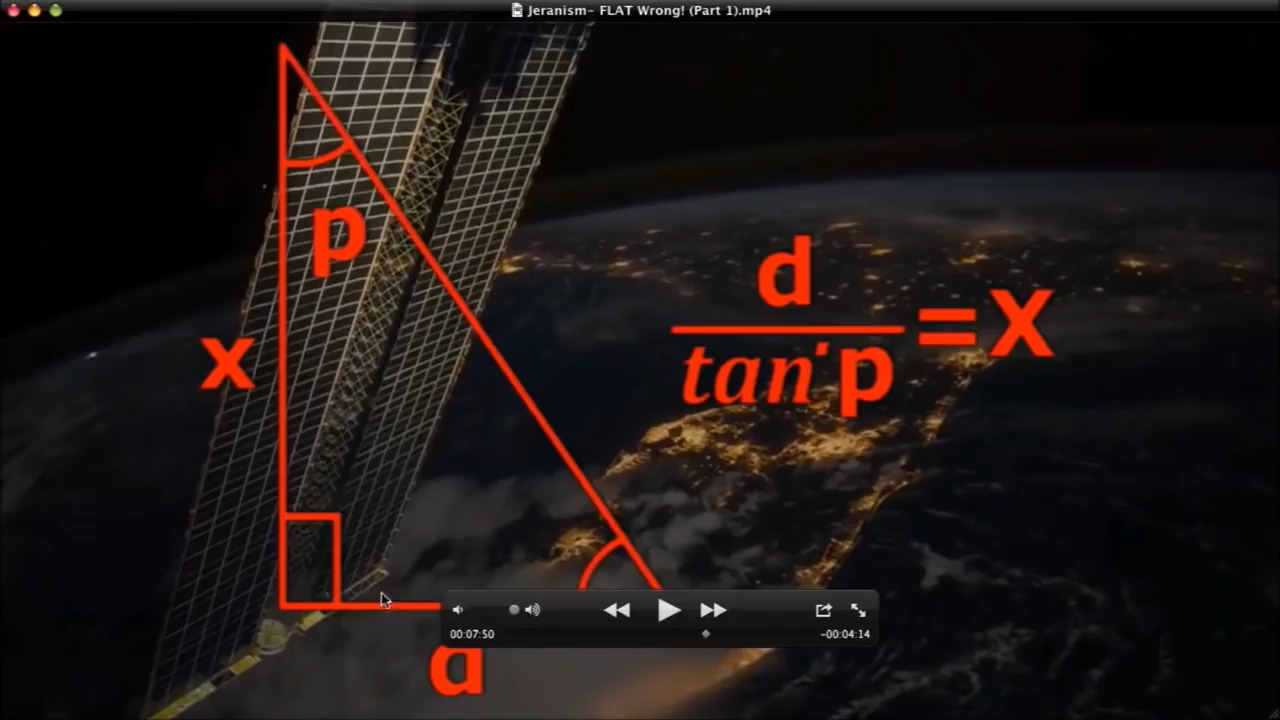 Jeranism- FLAT Wrong! (Part 1).mp4
p
x
d
tan p
=X
d
00:07:50
-00:04:14